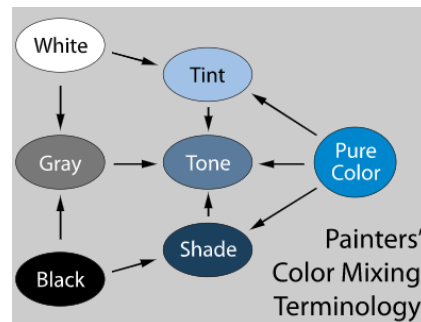 White
Tint
Gray
Tone
Pure
Color
Black
Shade
Painters'
Color Mixing
Terminology